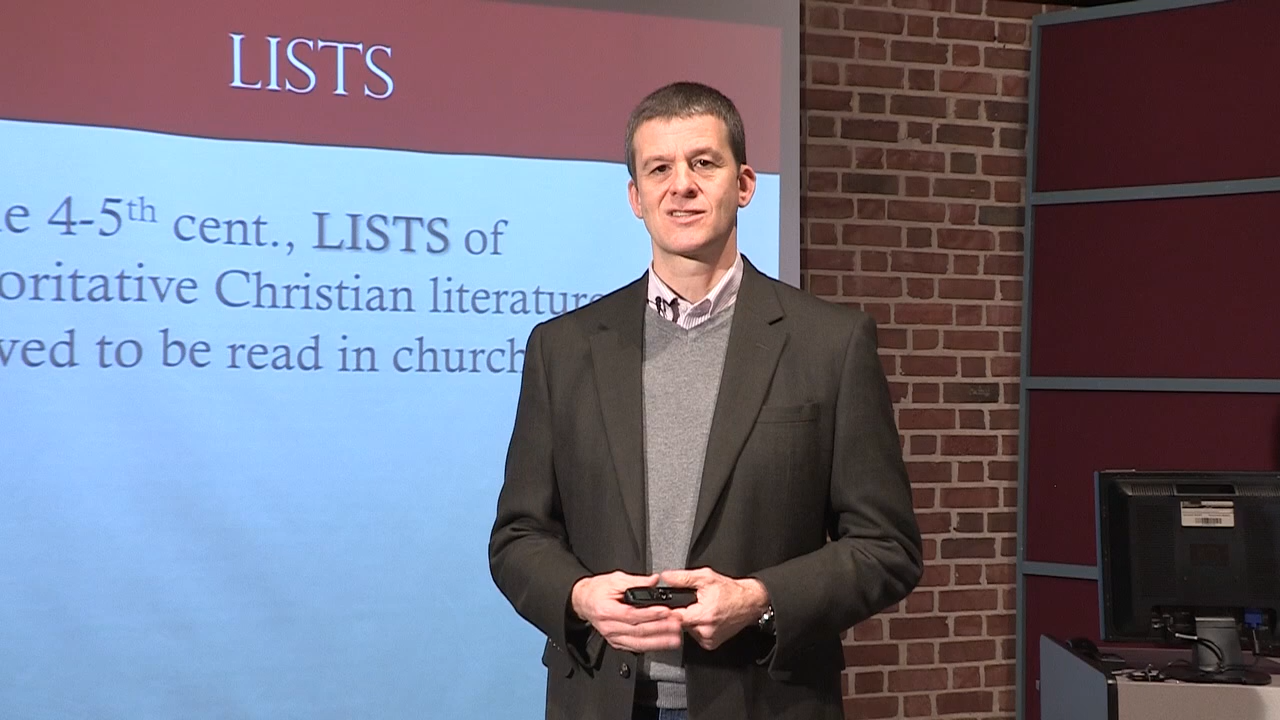 LISTS
e 4-5th cent., LISTS of
oritative Christian literature
ved to be read in church